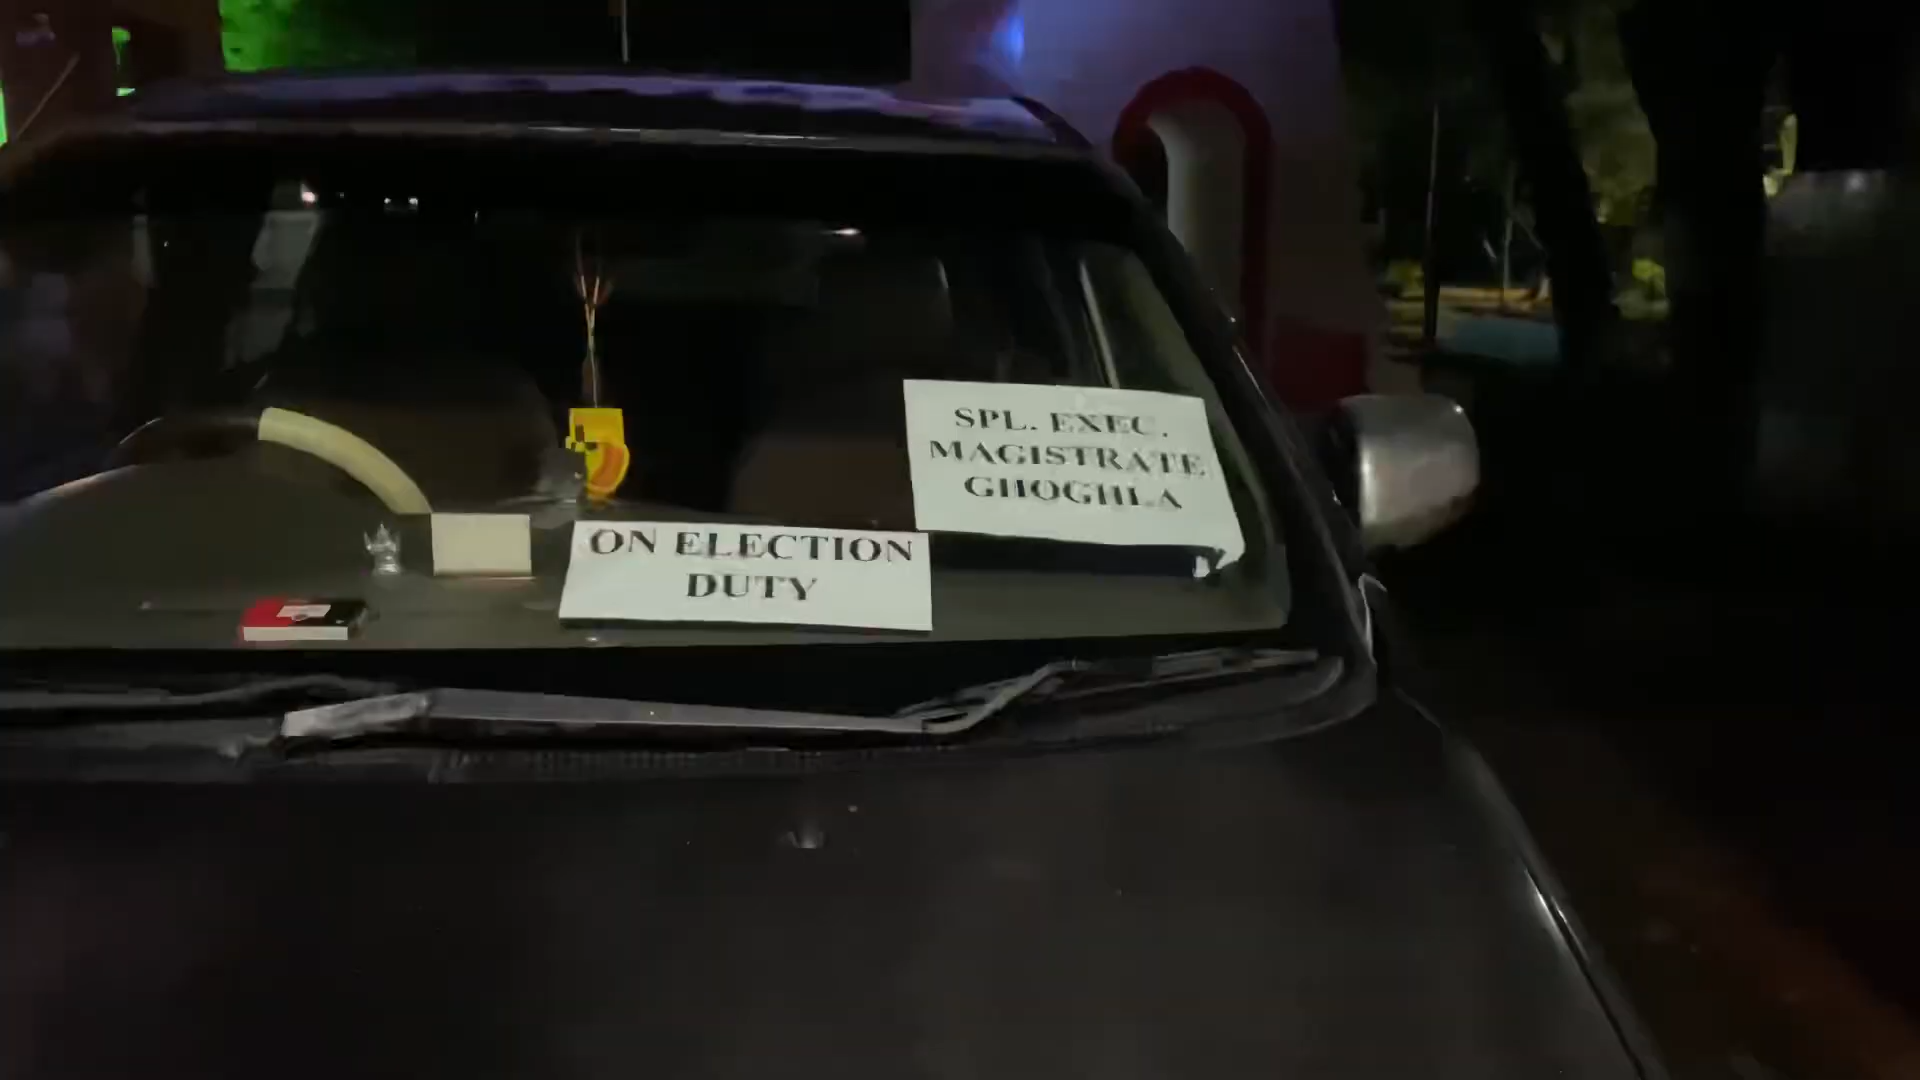 SPL. EXEC.
MAGISTRATE
GHOGHLA
ON ELECTION
DUTY